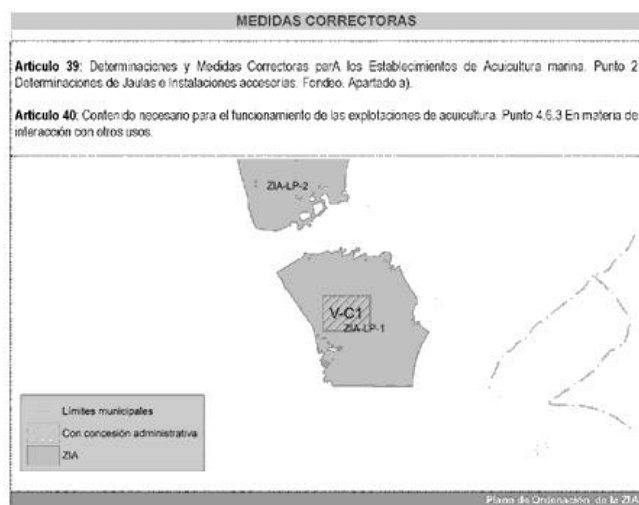 MEDIDAS CORRECTORAS
Artículo 39: Determinaciones y Medidas Correctoras parA los Establecimientos de Acuicultura marina. Punto 2
Determinaciones de Jaulas e Instalaciones accesorias. Fondeo. Apartado a).
Artículo 40: Contenido necesario para el funcionamiento de las explotaciones de acuicultura. Punto 4.6.3 En materia de
interacción con otros usos.
ZIA-LP-2
V-C1
ZIA-LP-1
Límites municipales
Con concesión administrativa
ZIA
Plano de Ordenación de la ZIA